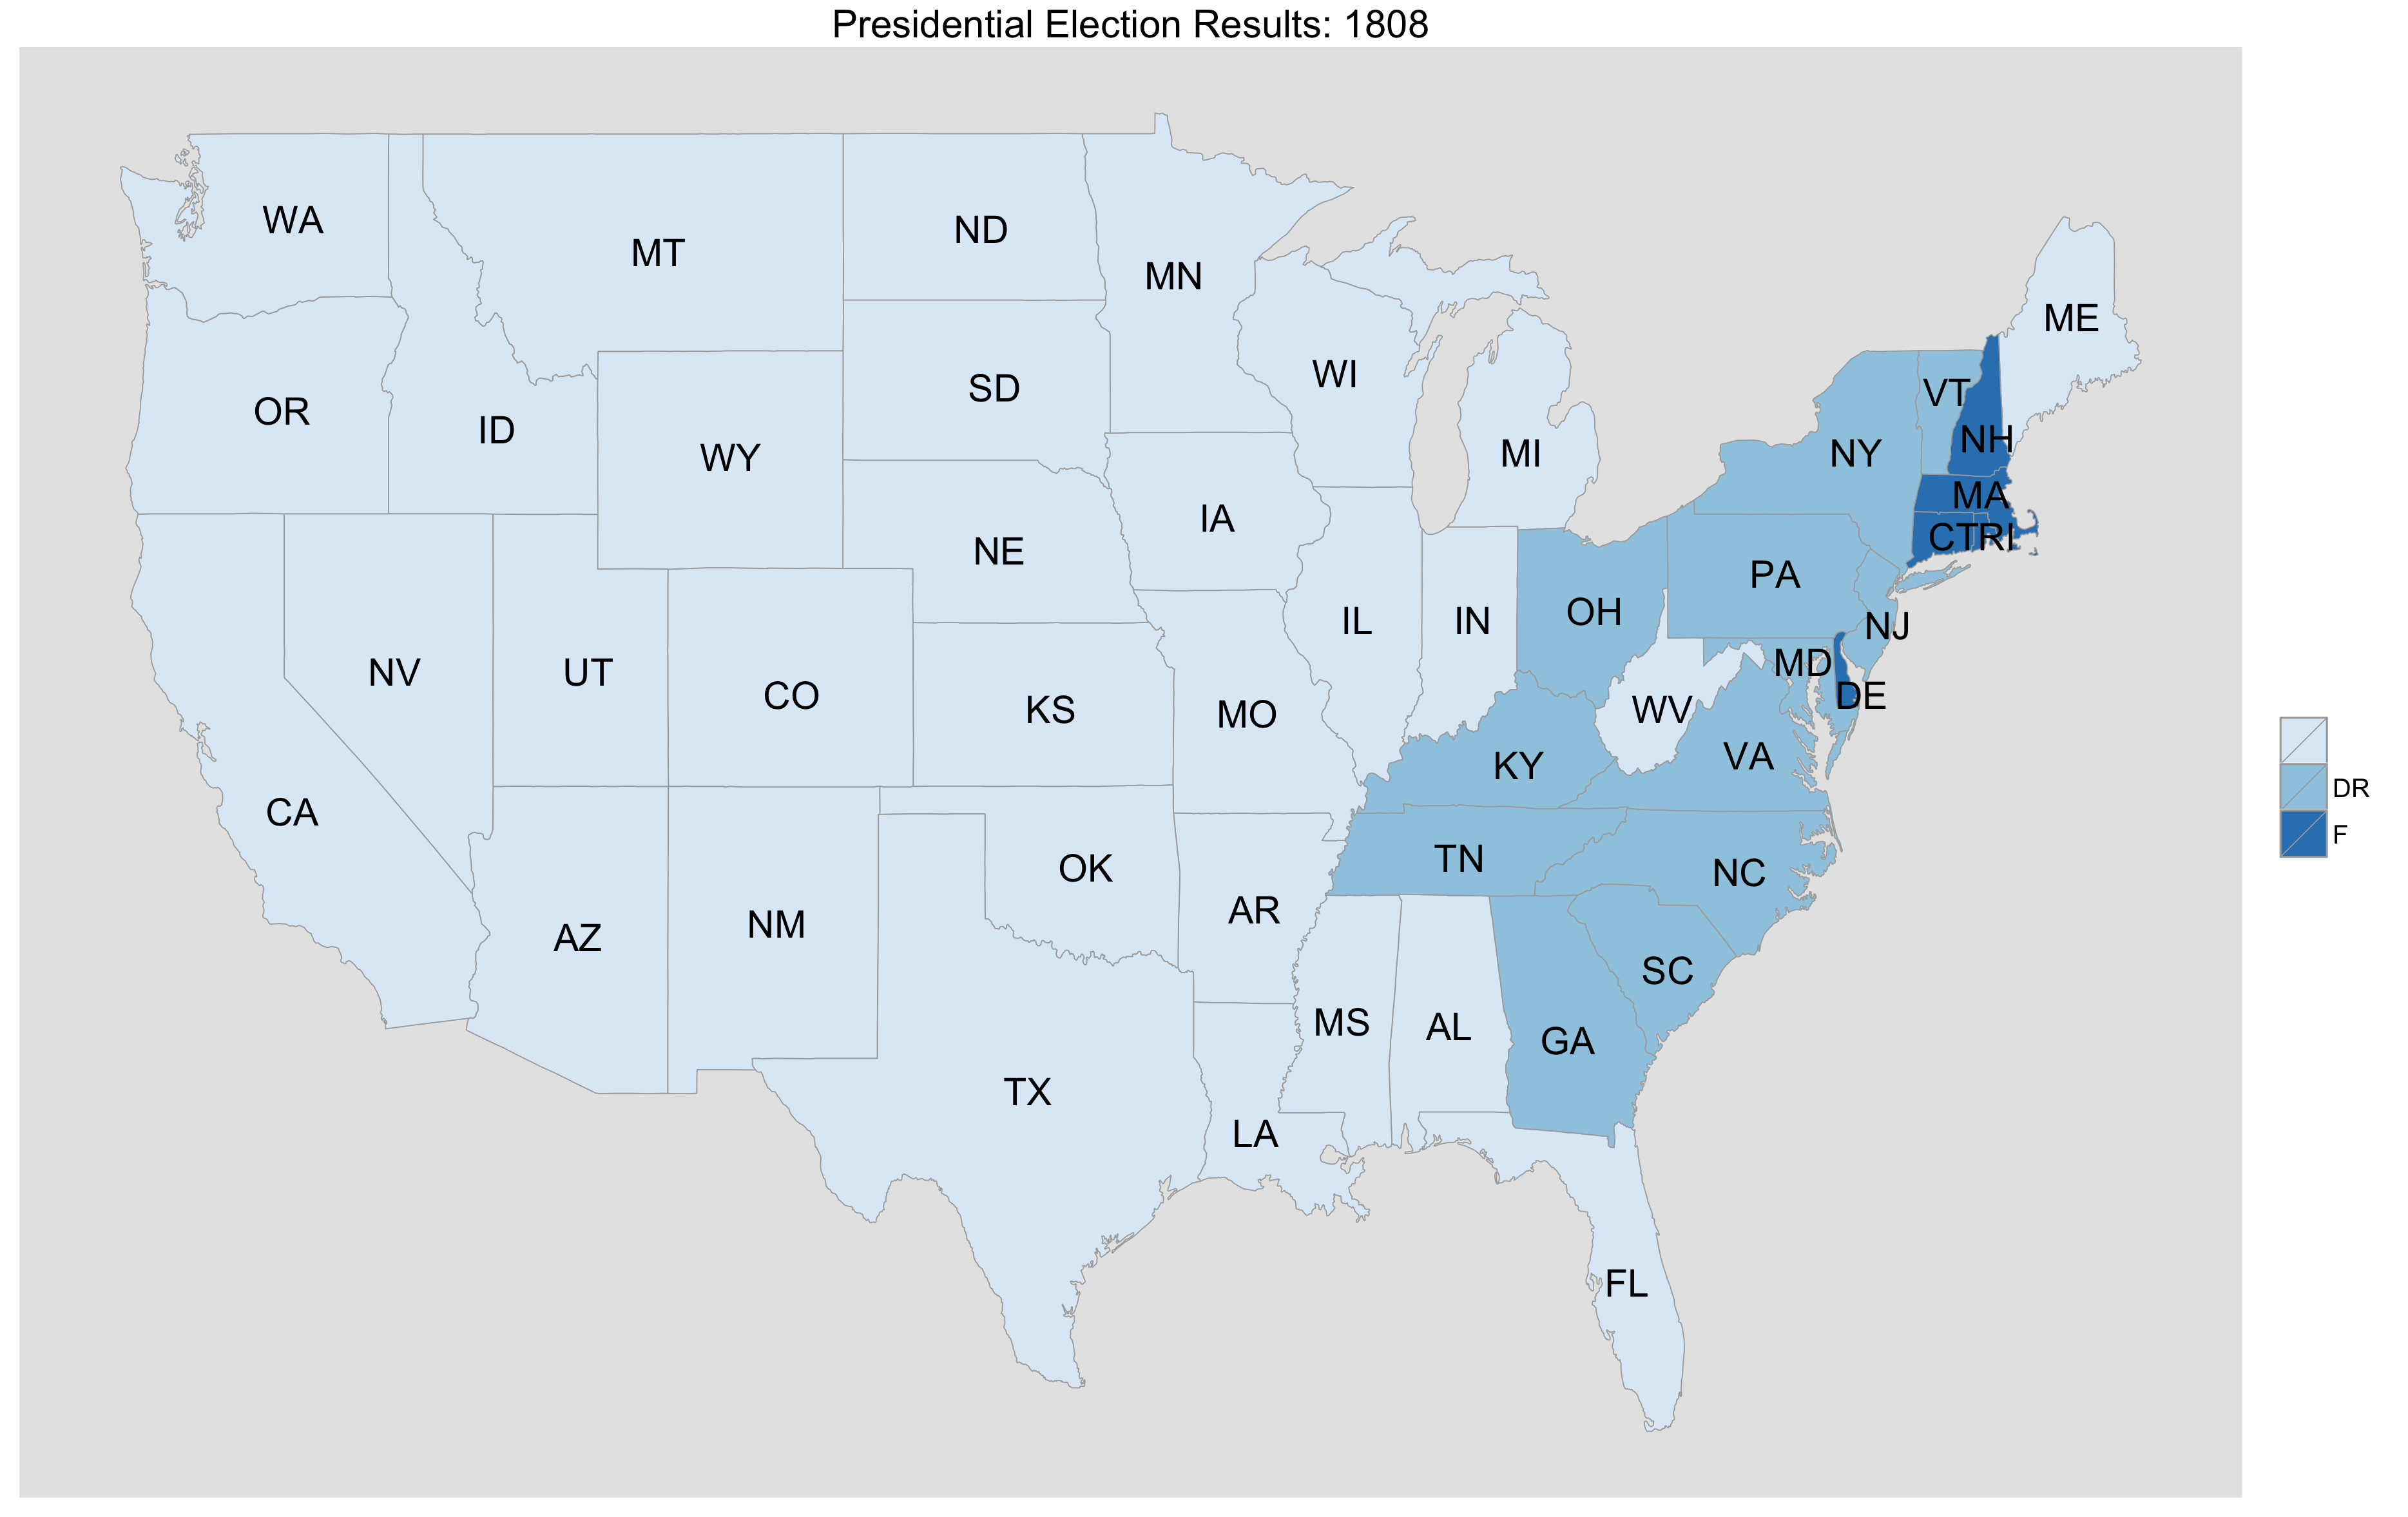 Presidential Election Results: 1808
WA
MT
ND
MN
ME
OR
ID
WY
SD
WI
MI
NY
VT
NH
MA
CT
RI
IA
NE
PA
NV
UT
CO
KS
MO
IL
IN
OH
NJ
MD
DE
WV
VA
KY
CA
AZ
NM
OK
AR
TN
NC
SC
MS
AL
GA
TX
LA
FL
DR
F